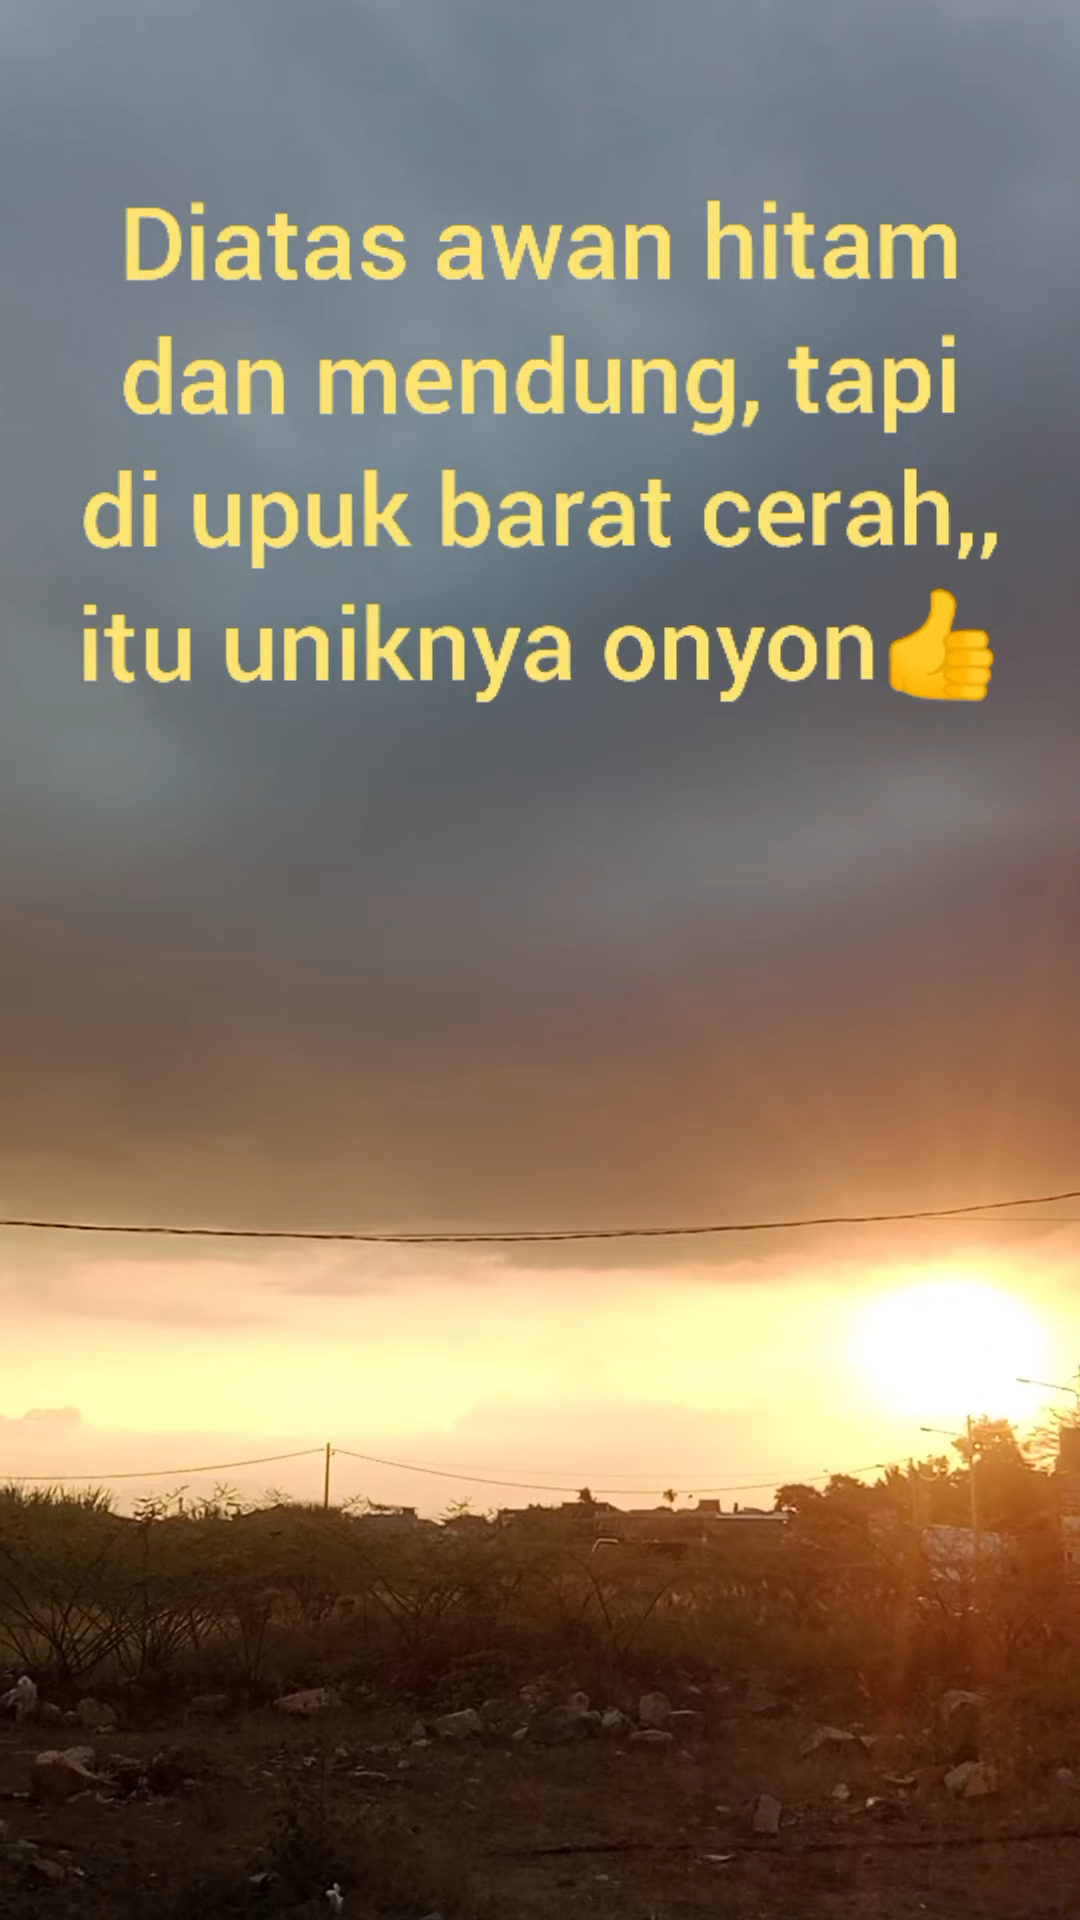 Diatas awan hitam
dan mendung, tapi
di upuk barat cerah,,
itu uniknya onyon👍